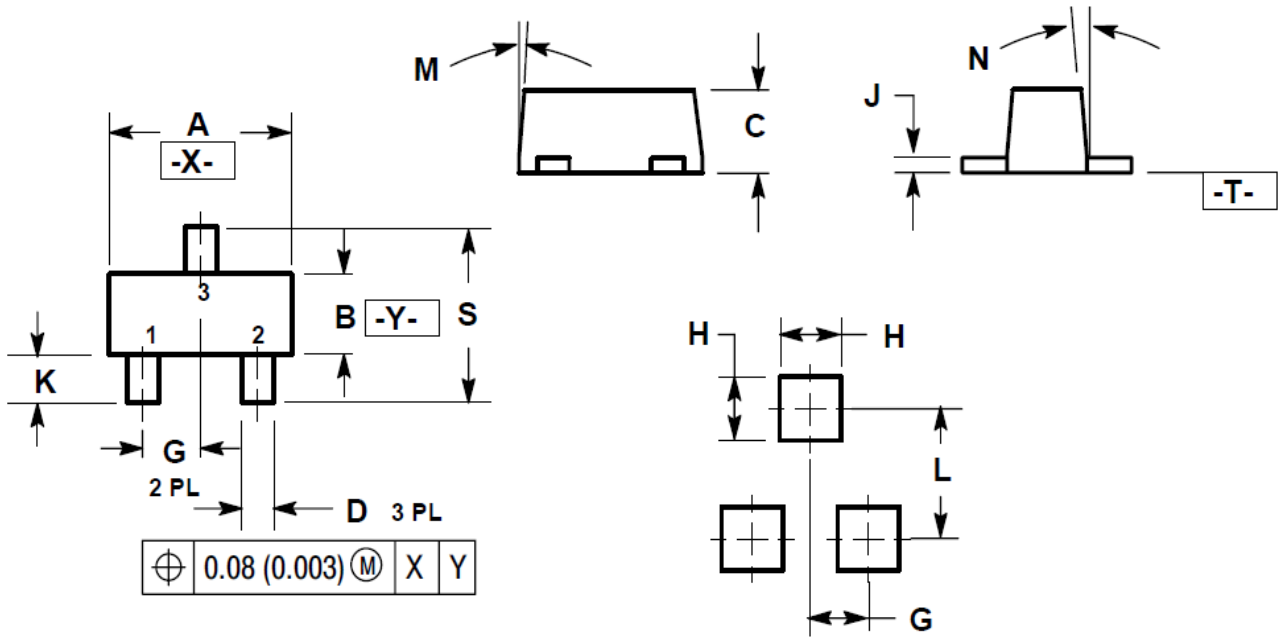 M
N
J
A
C
-X-
-T-
3
B -Y- S
1 2
H H
K
G
L
2 PL
D 3 PL
0.08 (0.003) Ⓜ X Y
G